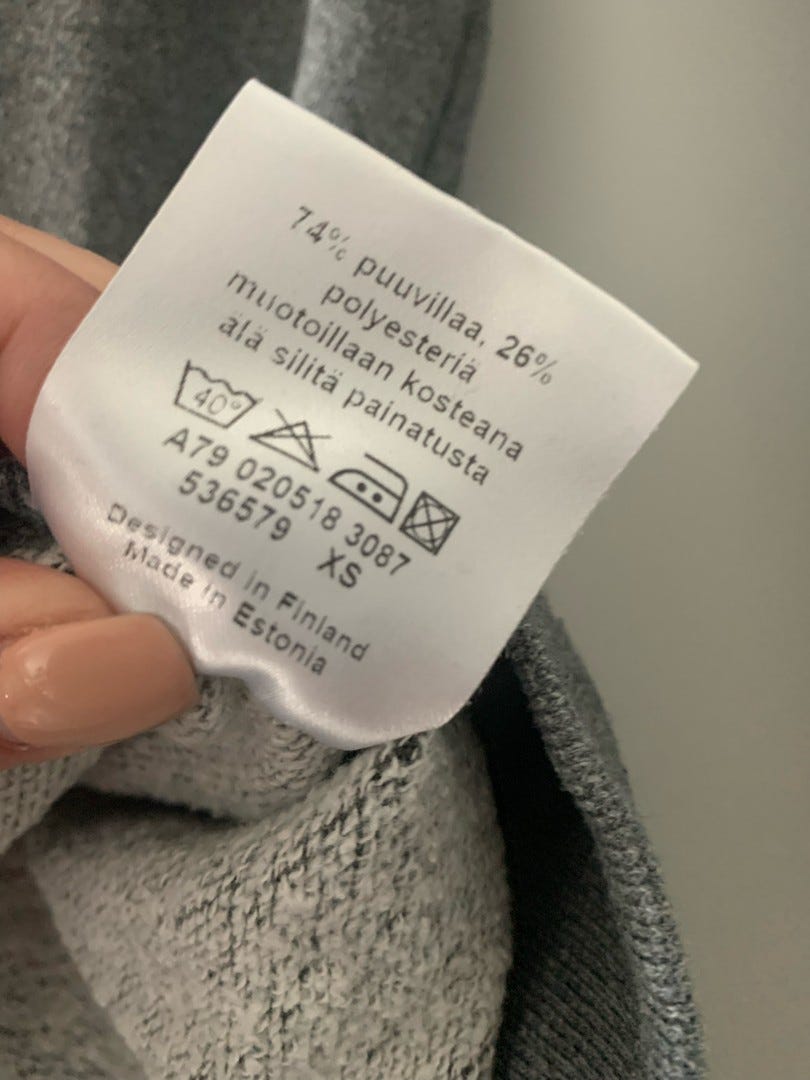 74% puuvillaa, 26%
polyesteriä
muotoillaan kosteana
älä silitä painatusta
40°
A79 020518 3087
536579 XS
Designed in Finland
Made in Estonia